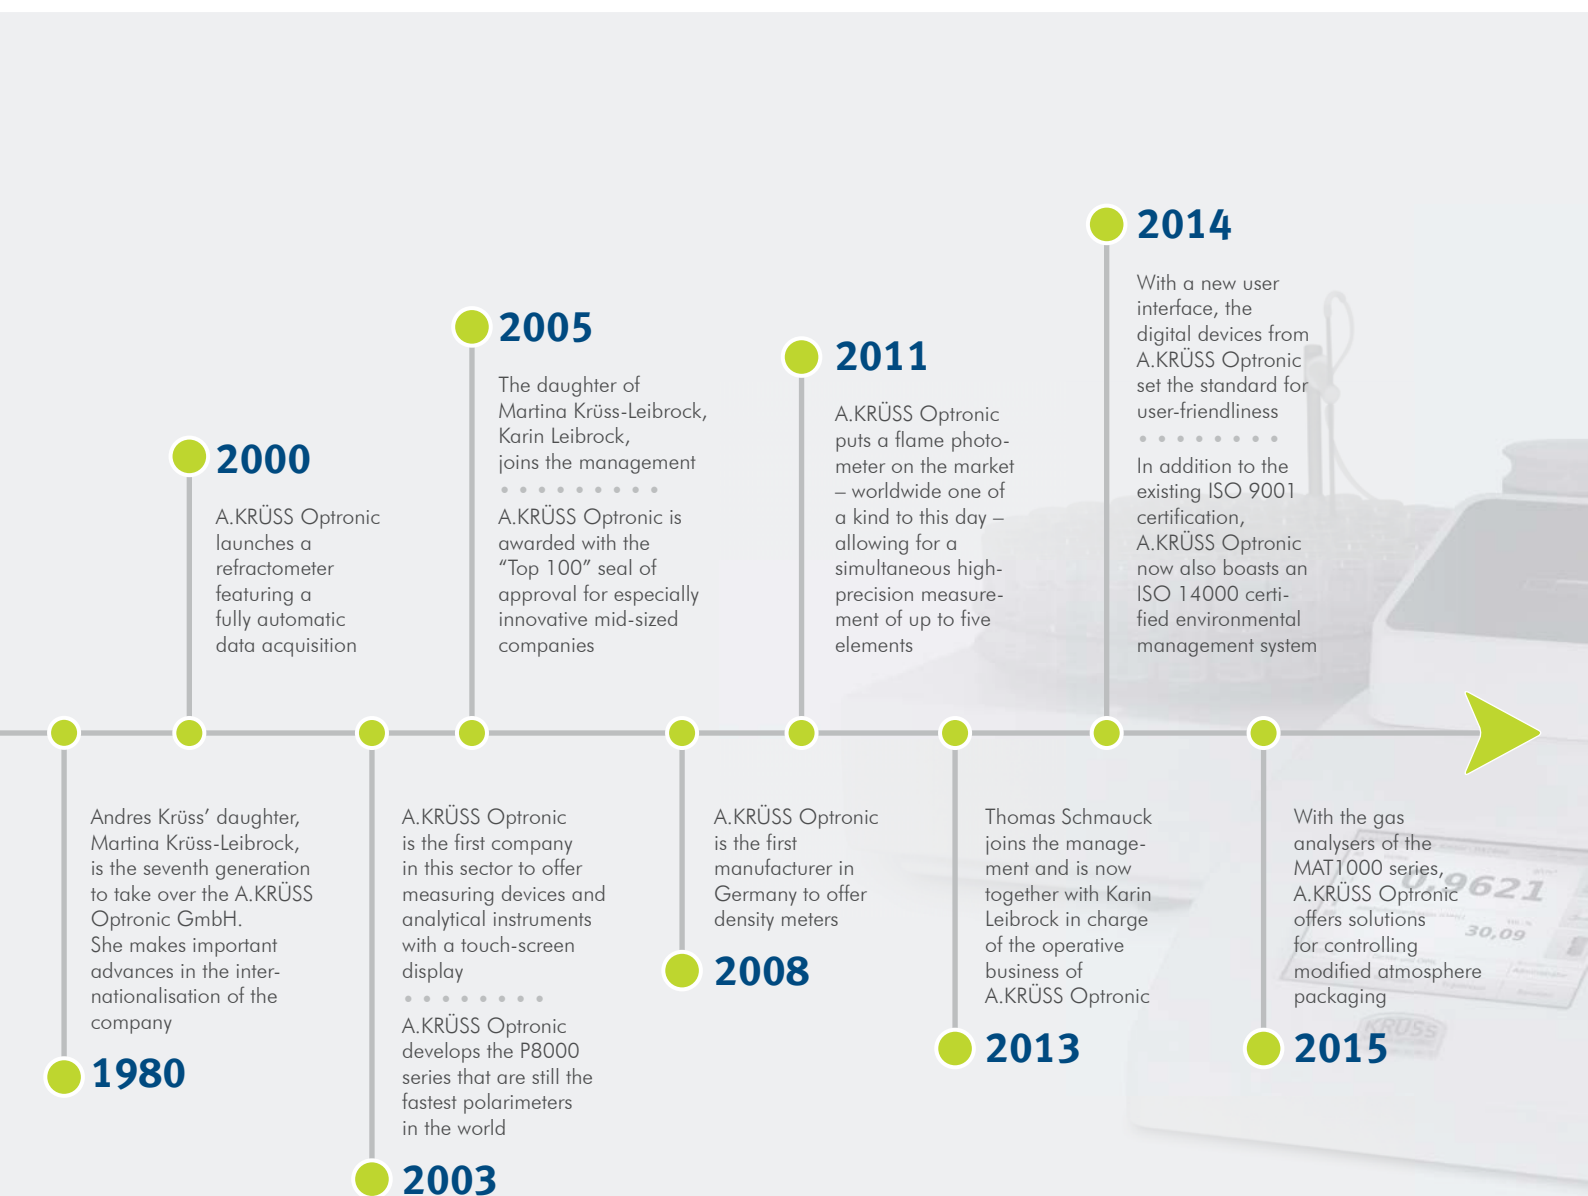 1980
Andres Krüss’ daughter,
Martina Krüss-Leibrock,
is the seventh generation
to take over the A.KRÜSS
Optronic GmbH.
She makes important
advances in the inter-
nationalisation of the
company
2000
A.KRÜSS Optronic
launches a
refractometer
featuring a
fully automatic
data acquisition
2003
A.KRÜSS Optronic
is the first company
in this sector to offer
measuring devices and
analytical instruments
with a touch-screen
display
A.KRÜSS Optronic
develops the P8000
series that are still the
fastest polarimeters
in the world
2005
The daughter of
Martina Krüss-Leibrock,
Karin Leibrock,
joins the management
A.KRÜSS Optronic is
awarded with the
“Top 100” seal of
approval for especially
innovative mid-sized
companies
2008
A.KRÜSS Optronic
is the first
manufacturer in
Germany to offer
density meters
2011
A.KRÜSS Optronic
puts a flame photo-
meter on the market
– worldwide one of
a kind to this day –
allowing for a
simultaneous high-
precision measure-
ment of up to five
elements
2013
Thomas Schmauck
joins the manage-
ment and is now
together with Karin
Leibrock in charge
of the operative
business of
A.KRÜSS Optronic
2014
With a new user
interface, the
digital devices from
A.KRÜSS Optronic
set the standard for
user-friendliness
In addition to the
existing ISO 9001
certification,
A.KRÜSS Optronic
now also boasts an
ISO 14000 certi-
fied environmental
management system
2015
With the gas
analysers of the
MAT1000 series,
A.KRÜSS Optronic
offers solutions
for controlling
modified atmosphere
packaging
0,9621
30,09
KRÜSS